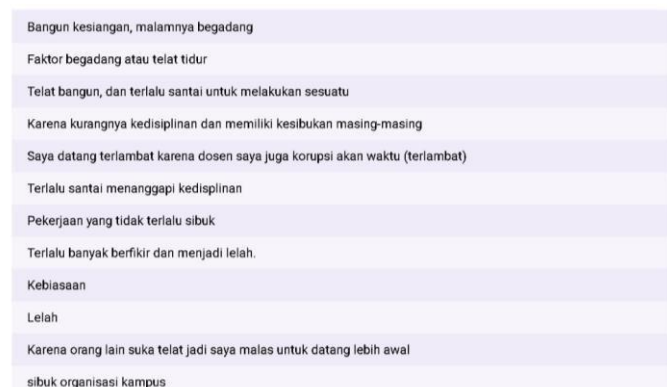 Bangun kesiangan, malamnya begadang
Faktor begadang atau telat tidur
Telat bangun, dan terlalu santai untuk melakukan sesuatu
Karena kurangnya kedisiplinan dan memiliki kesibukan masing-masing
Saya datang terlambat karena dosen saya juga korupsi akan waktu (terlambat)
Terlalu santai menanggapi kedisplinan
Pekerjaan yang tidak terlalu sibuk
Terlalu banyak berfikir dan menjadi lelah.
Kebiasaan
Lelah
Karena orang lain suka telat jadi saya malas untuk datang lebih awal
sibuk organisasi kampus